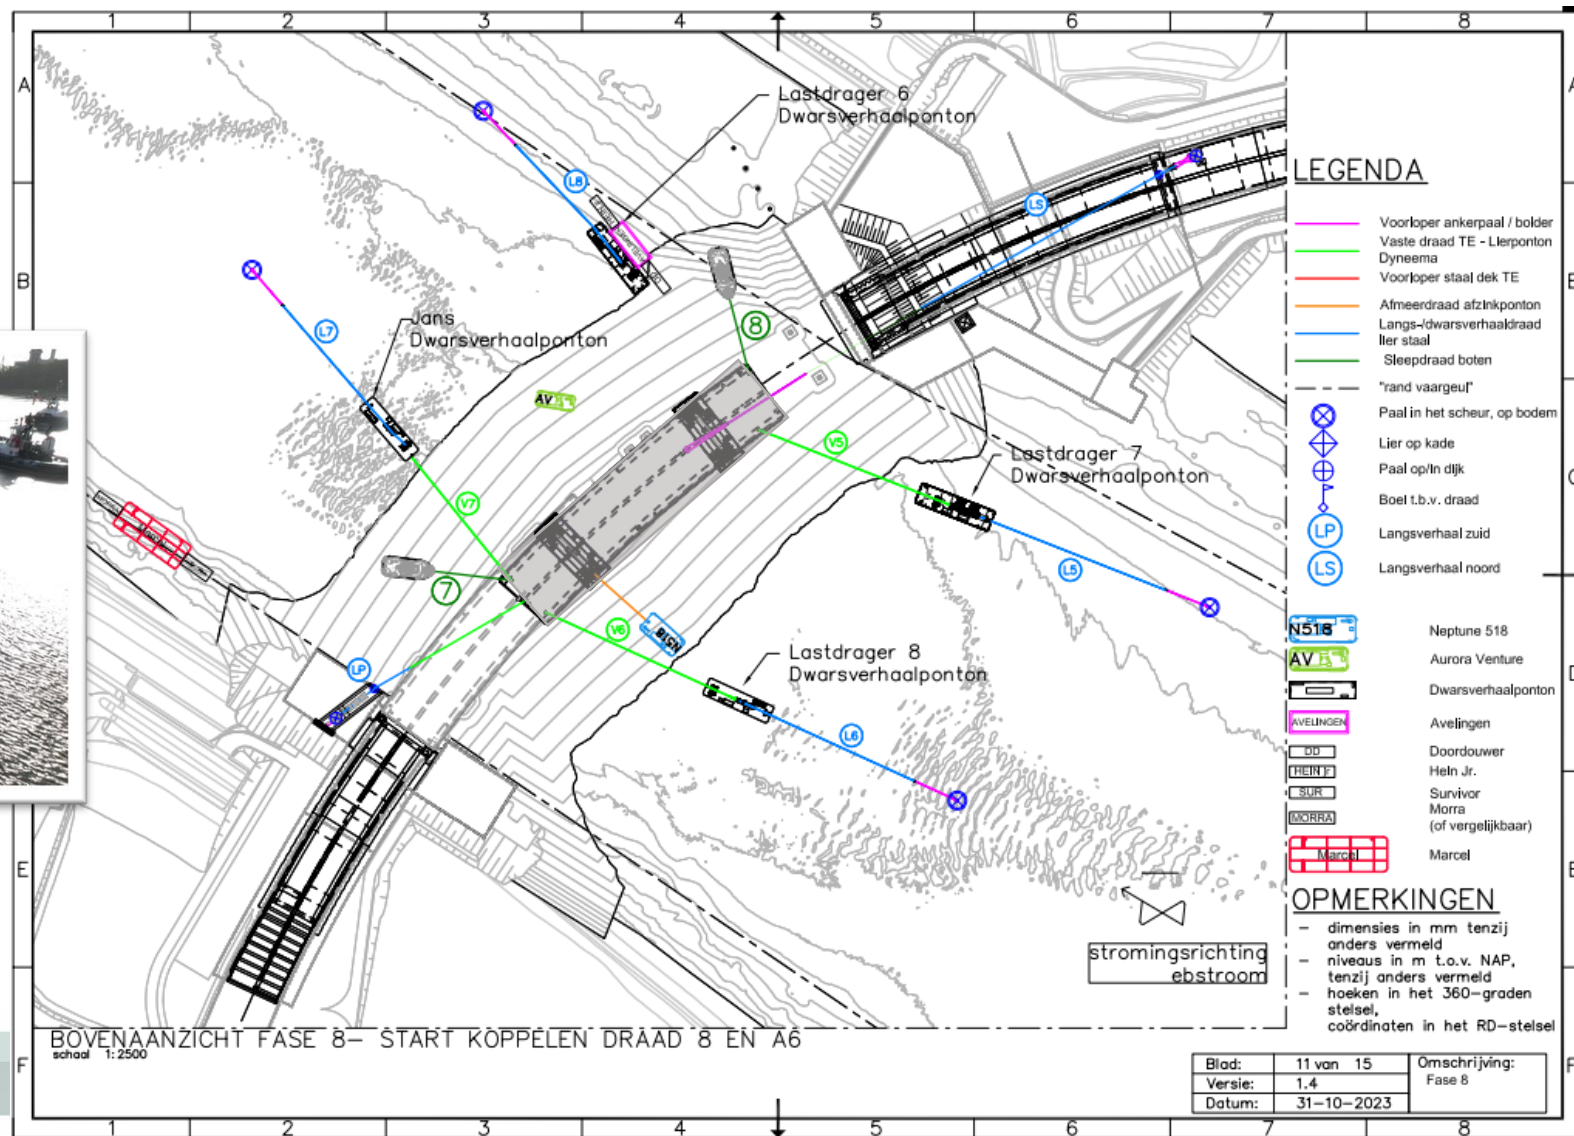 1 2 3 4 5 6 7 8
A A
Lastdrager 6
Dwarsverhaalponton
L8
LS
B
Jans
Dwarsverhaalponton
L7
8
AV
V5
Lastdrager 7
Dwarsverhaalponton
V7
L5
7
V6
N518
LP
Lastdrager 8
Dwarsverhaalponton
L6
E
F
stromingsrichting
ebstroom
BOVENAANZICHT FASE 8– START KOPPELEN DRAAD 8 EN A6
schaal 1:2500
LEGENDA
Voorloper ankerpaal / bolder
Vaste draad TE - Llerponton
Dyneema
Voorloper staal dek TE
Afmeerdraad afzinkponton
Langs-/dwarsverhaaldraad
ller staal
Sleepdraad boten
"rand vaargeul"
Paal in het scheur, op bodem
Lier op kade
Paal op/in dijk
Boei t.b.v. draad
LP Langsverhaal zuid
LS Langsverhaal noord
N518 Neptune 518
AV Aurora Venture
Dwarsverhaalponton
AVELINGEN Avelingen
DD Doordouwer
HEIN jr Hein Jr.
SUR Survivor
MORRA Morra
(of vergelijkbaar)
Marcel Marcel
OPMERKINGEN
– dimensies in mm tenzij
anders vermeld
– niveaus in m t.o.v. NAP,
tenzij anders vermeld
– hoeken in het 360–graden
stelsel,
coördinaten in het RD–stelsel
Blad: 11 van 15
Versie: 1.4
Datum: 31–10–2023
Omschrijving:
Fase 8
1 2 3 4 5 6 7 8